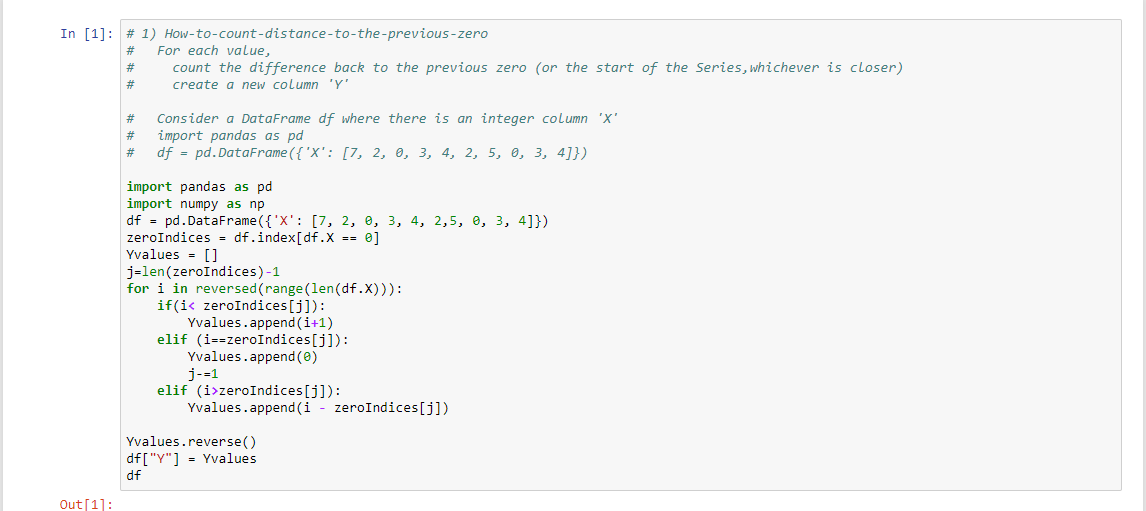 In [1]: # 1) How-to-count-distance-to-the-previous-zero
#   For each value,
#     count the difference back to the previous zero (or the start of the Series,whichever is closer)
#     create a new column 'Y'
#   Consider a DataFrame df where there is an integer column 'X'
#   import pandas as pd
#   df = pd.DataFrame({'X': [7, 2, 0, 3, 4, 2, 5, 0, 3, 4]})
import pandas as pd
import numpy as np
df = pd.DataFrame({'X': [7, 2, 0, 3, 4, 2,5, 0, 3, 4]})
zeroIndices = df.index[df.X == 0]
Yvalues = []
j=len(zeroIndices)-1
for i in reversed(range(len(df.X))):
    if(i< zeroIndices[j]):
        Yvalues.append(i+1)
    elif (i==zeroIndices[j]):
        Yvalues.append(0)
        j-=1
    elif (i>zeroIndices[j]):
        Yvalues.append(i - zeroIndices[j])
Yvalues.reverse()
df["Y"] = Yvalues
df
Out[1]: